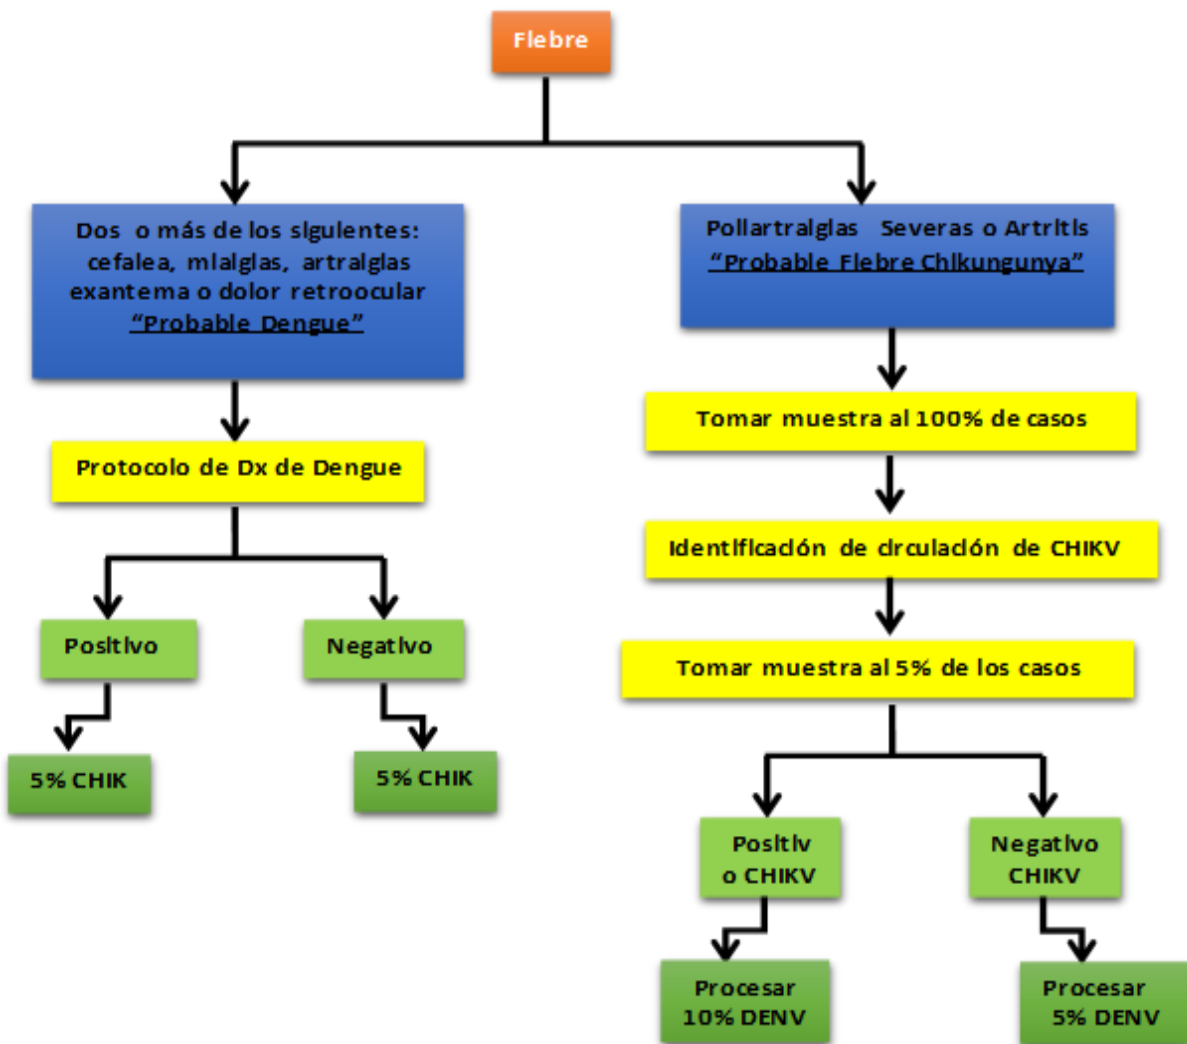 Fiebre
Dos o más de los siguientes:
cefalea, mialgias, artralgias
exantema o dolor retroocular
“Probable Dengue”
Poliartralgias Severas o Artritis
“Probable Fiebre Chikungunya”
Tomar muestra al 100% de casos
Protocolo de Dx de Dengue
Identificación de circulación de CHIKV
Positivo
Negativo
Tomar muestra al 5% de los casos
5% CHIK
5% CHIK
Positiv
o CHIKV
Negativo
CHIKV
Procesar
10% DENV
Procesar
5% DENV